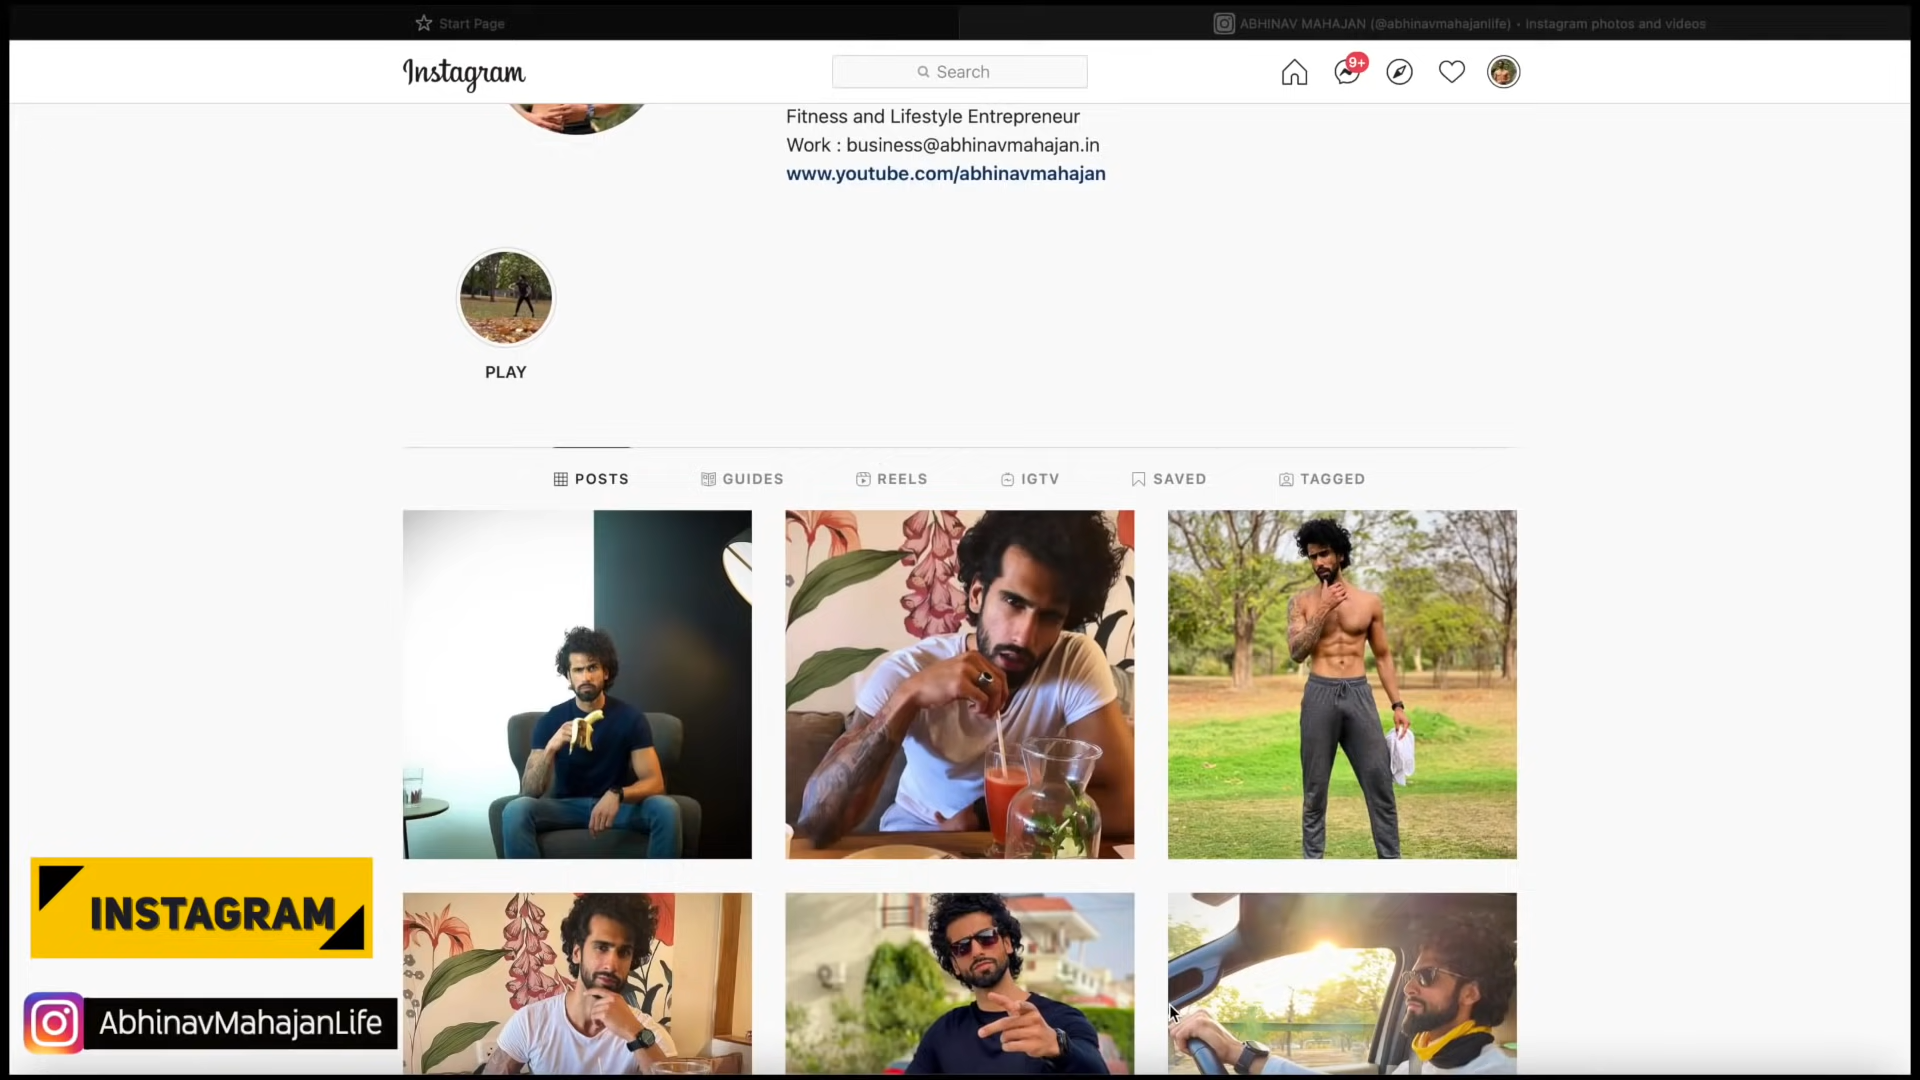 Start Page
ABHINAV MAHAJAN (@abhinavmahajanlife) • Instagram photos and videos
Instagram
Search
9+
Fitness and Lifestyle Entrepreneur
Work : business@abhinavmahajan.in
www.youtube.com/abhinavmahajan
PLAY
POSTS GUIDES REELS IGTV SAVED TAGGED
INSTAGRAM
AbhinavMahajanLife